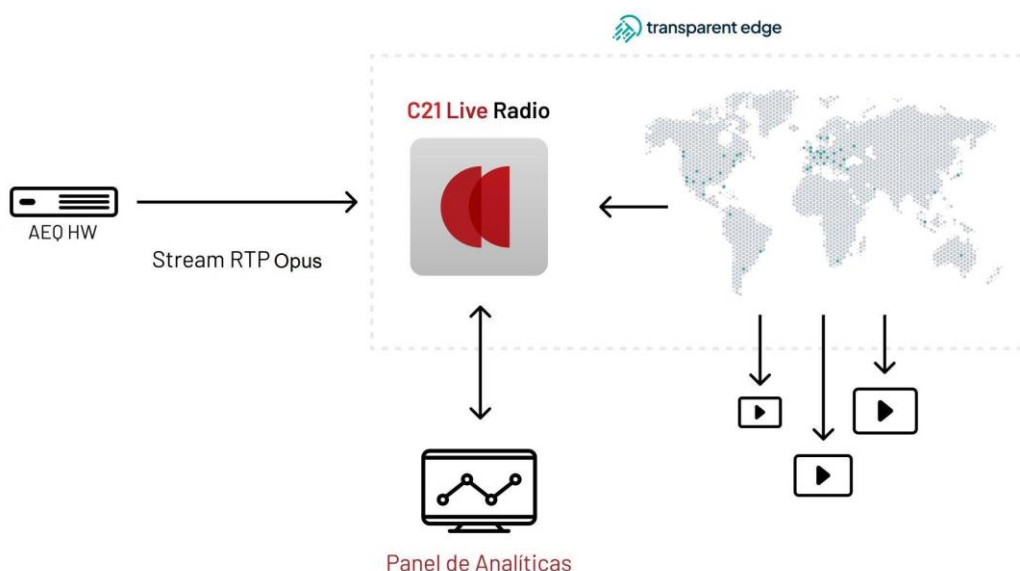 transparent edge
C21 Live Radio
AEQ HW
Stream RTP Opus
Panel de Analíticas